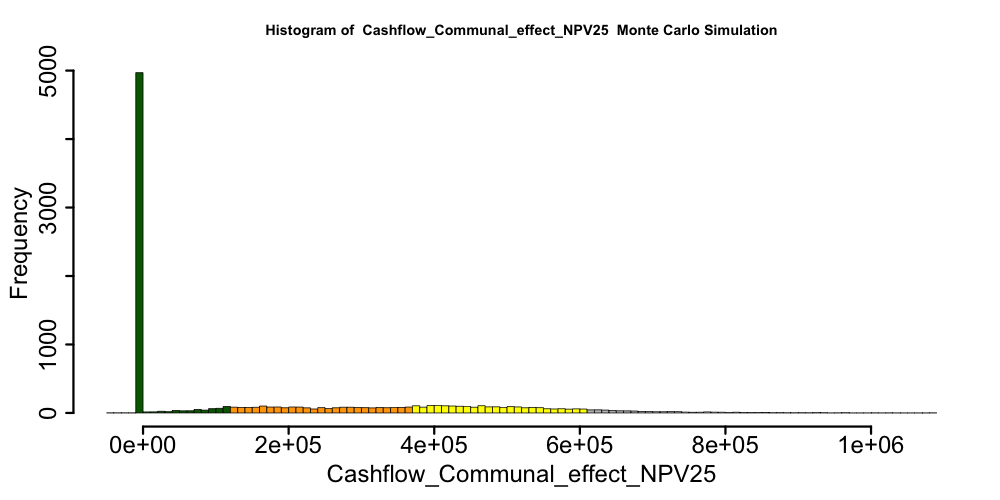 Histogram of  Cashflow_Communal_effect_NPV25  Monte Carlo Simulation
Frequency
5000
3000
1000
0
0e+00 2e+05 4e+05 6e+05 8e+05 1e+06
Cashflow_Communal_effect_NPV25